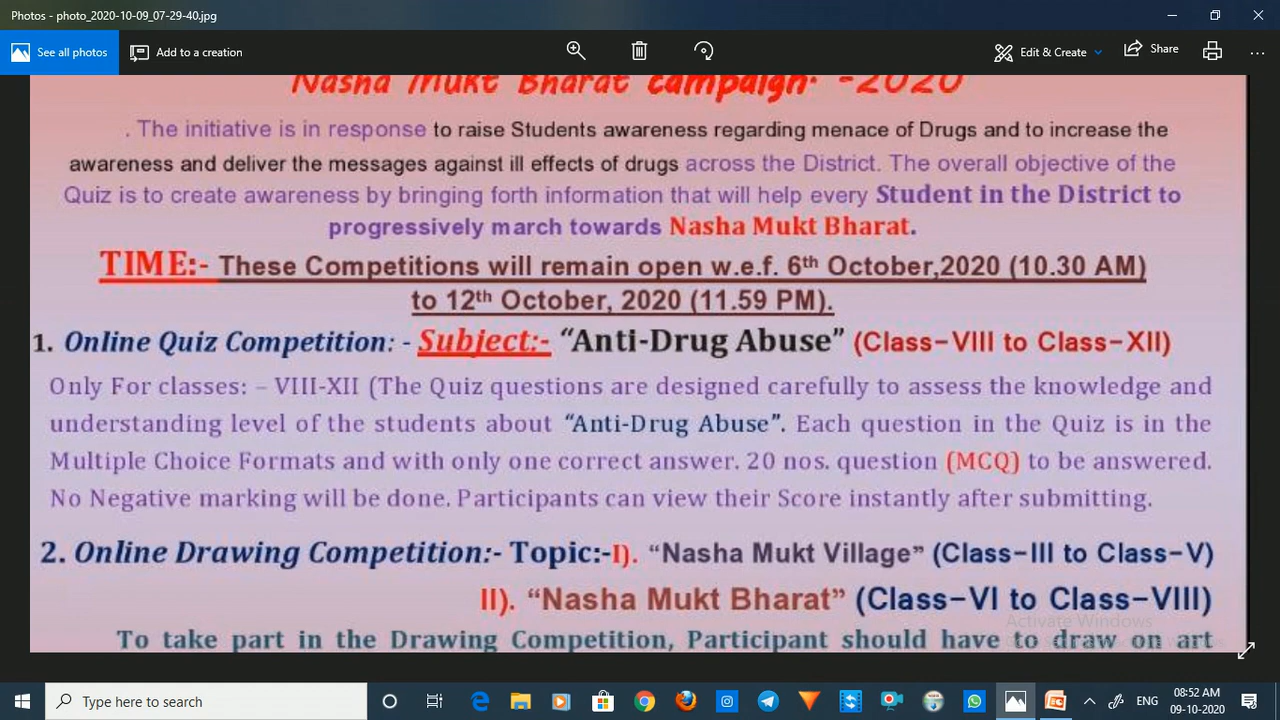 Photos - photo_2020-10-09_07-29-40.jpg
See all photos
Add to a creation
Edit & Create
Share
Nasha Mukt Bharat campaign: -2020
. The initiative is in response to raise Students awareness regarding menace of Drugs and to increase the
awareness and deliver the messages against ill effects of drugs across the District. The overall objective of the
Quiz is to create awareness by bringing forth information that will help every Student in the District to
progressively march towards Nasha Mukt Bharat.
TIME:- These Competitions will remain open w.e.f. 6th October,2020 (10.30 AM)
to 12th October, 2020 (11.59 PM).
1. Online Quiz Competition: - Subject:- “Anti-Drug Abuse” (Class–VIII to Class–XII)
Only For classes: – VIII-XII (The Quiz questions are designed carefully to assess the knowledge and
understanding level of the students about “Anti-Drug Abuse”. Each question in the Quiz is in the
Multiple Choice Formats and with only one correct answer. 20 nos. question (MCQ) to be answered.
No Negative marking will be done. Participants can view their Score instantly after submitting.
2. Online Drawing Competition:- Topic:-I). “Nasha Mukt Village” (Class–III to Class–V)
II). “Nasha Mukt Bharat” (Class–VI to Class–VIII)
To take part in the Drawing Competition, Participant should have to draw on art
Activate Windows
Type here to search
ENG
08:52 AM
09-10-2020